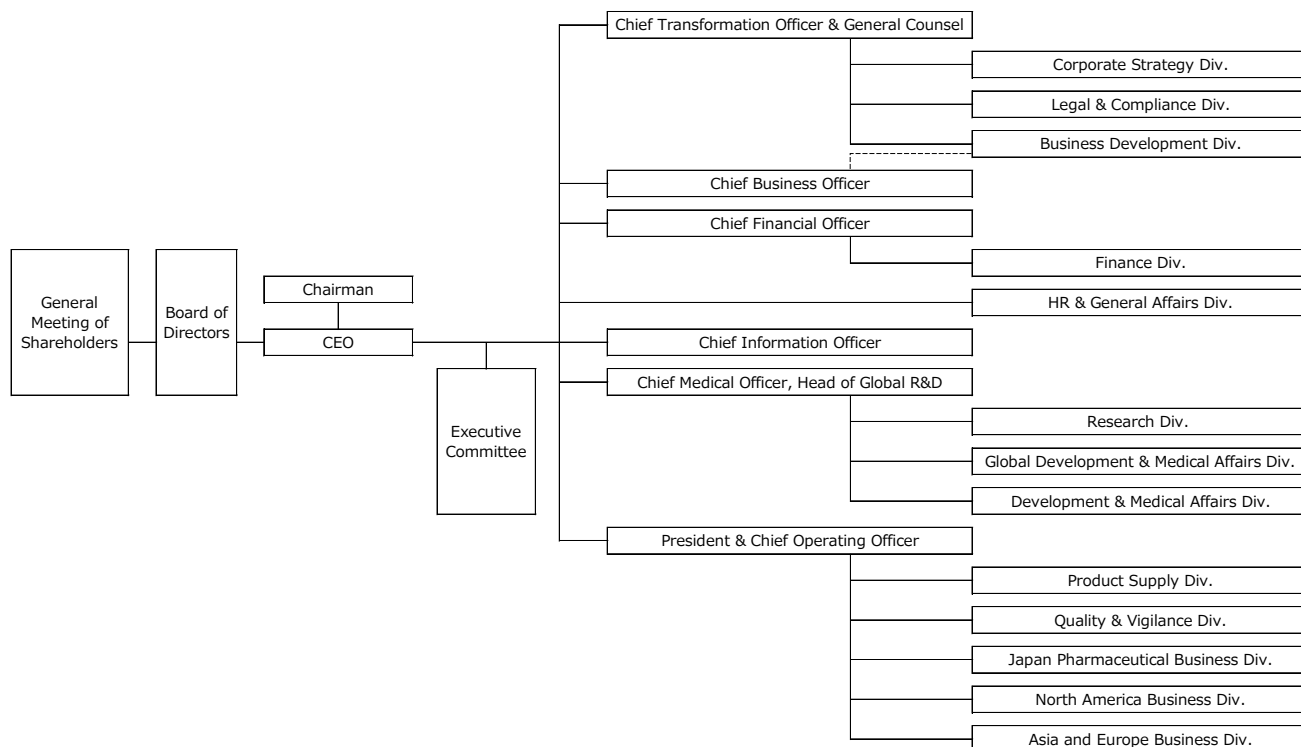 Chief Transformation Officer & General Counsel
Corporate Strategy Div.
Legal & Compliance Div.
Business Development Div.
Chief Business Officer
Chief Financial Officer
Finance Div.
HR & General Affairs Div.
General
Meeting of
Shareholders
Board of
Directors
Chairman
CEO
Executive
Committee
Chief Information Officer
Chief Medical Officer, Head of Global R&D
Research Div.
Global Development & Medical Affairs Div.
Development & Medical Affairs Div.
President & Chief Operating Officer
Product Supply Div.
Quality & Vigilance Div.
Japan Pharmaceutical Business Div.
North America Business Div.
Asia and Europe Business Div.